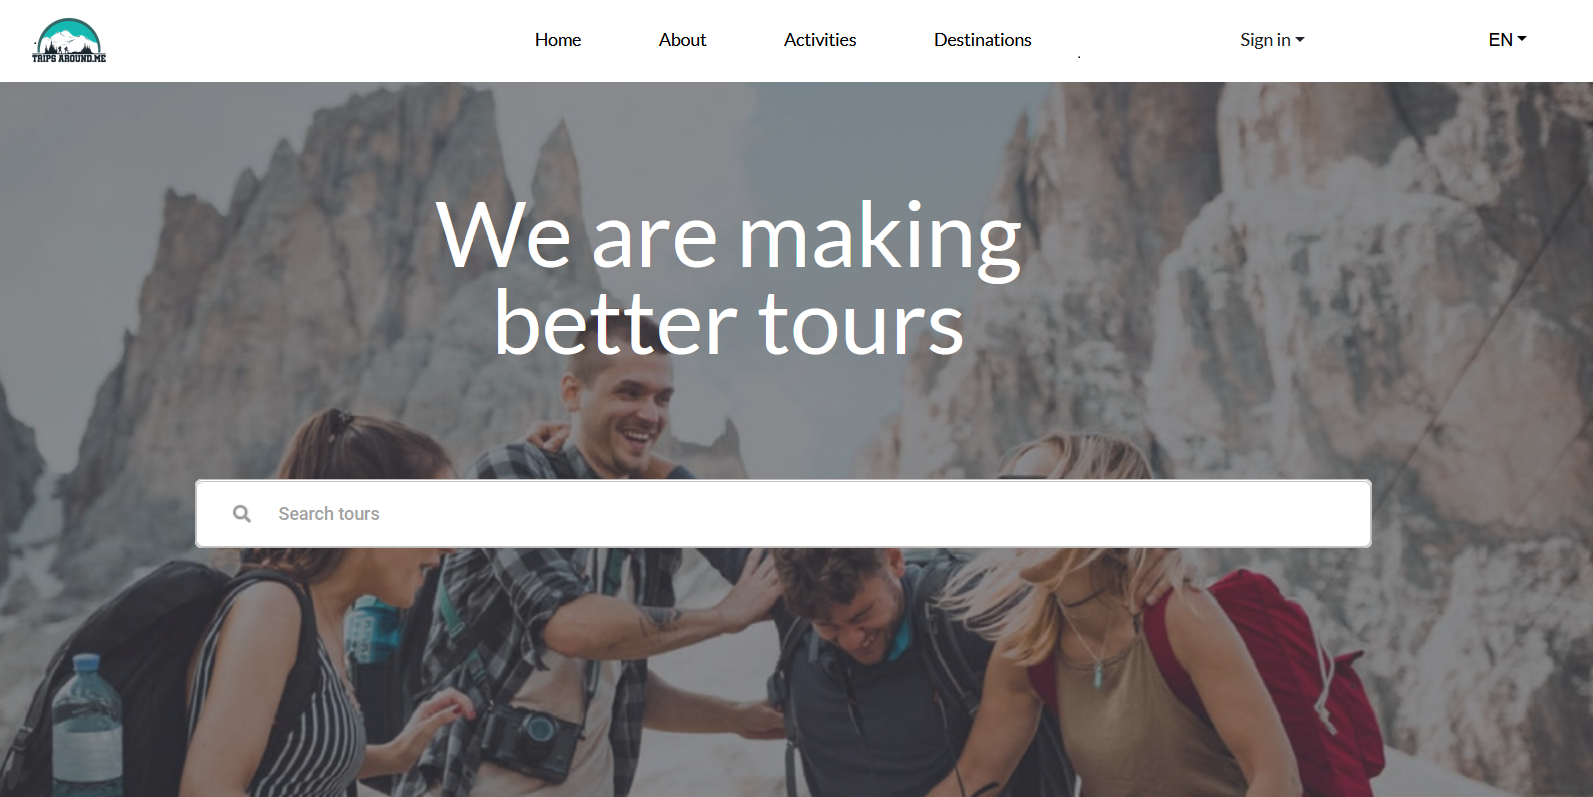 TRIPS AROUND.ME
Home
About
Activities
Destinations
Sign in
EN
We are making
better tours
Search tours